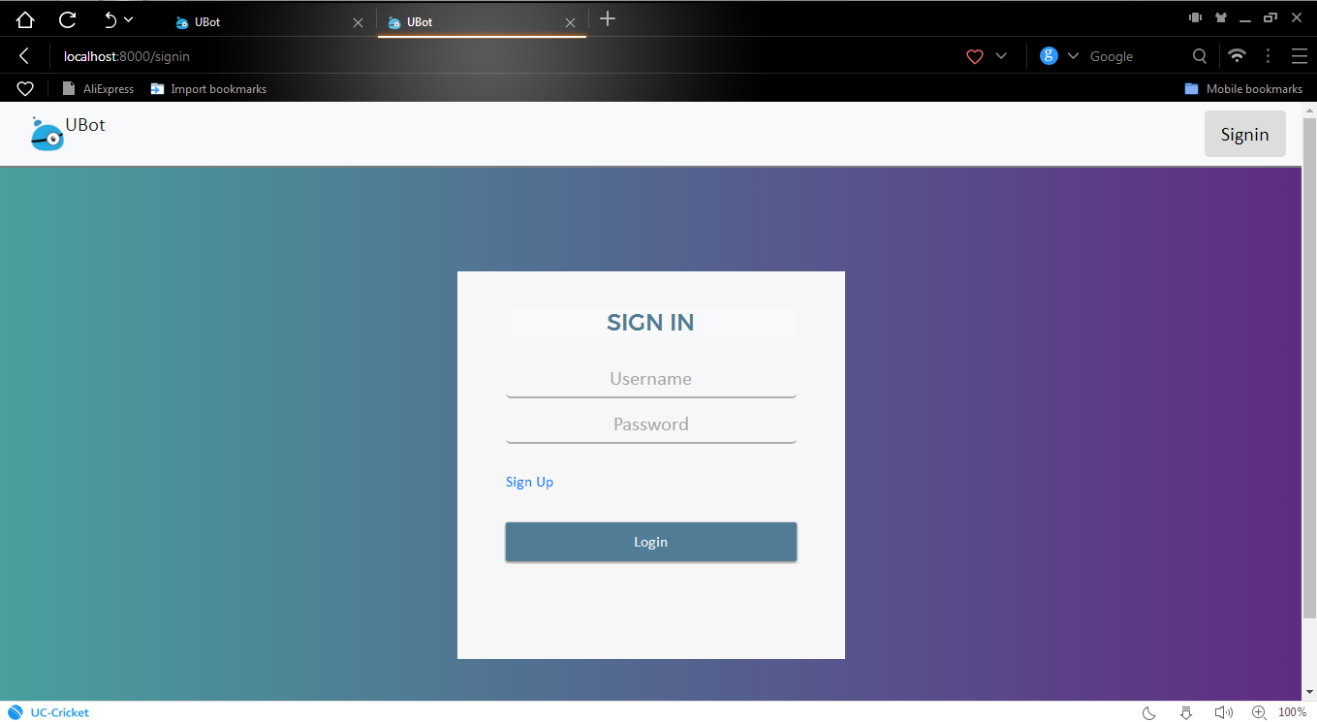 UBot
UBot
localhost:8000/signin
g
Google
AliExpress
Import bookmarks
Mobile bookmarks
UBot
Signin
SIGN IN
Username
Password
Sign Up
Login
UC-Cricket
100%